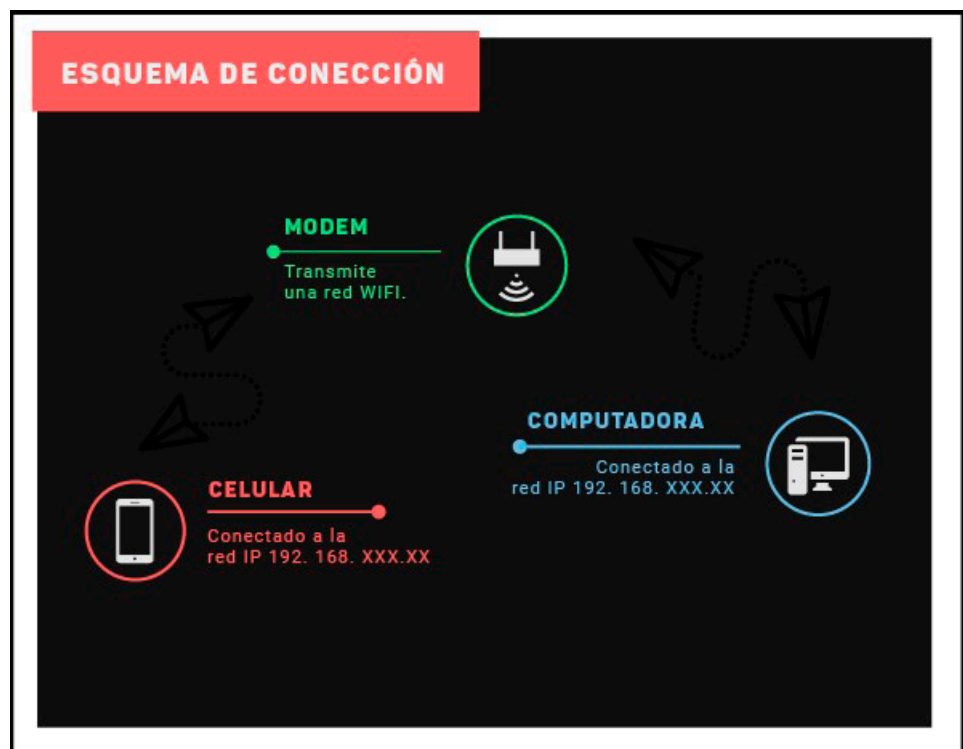 ESQUEMA DE CONECCIÓN
MODEM
Transmite
una red WIFI.
COMPUTADORA
Conectado a la
red IP 192. 168. XXX.XX
CELULAR
Conectado a la
red IP 192. 168. XXX.XX